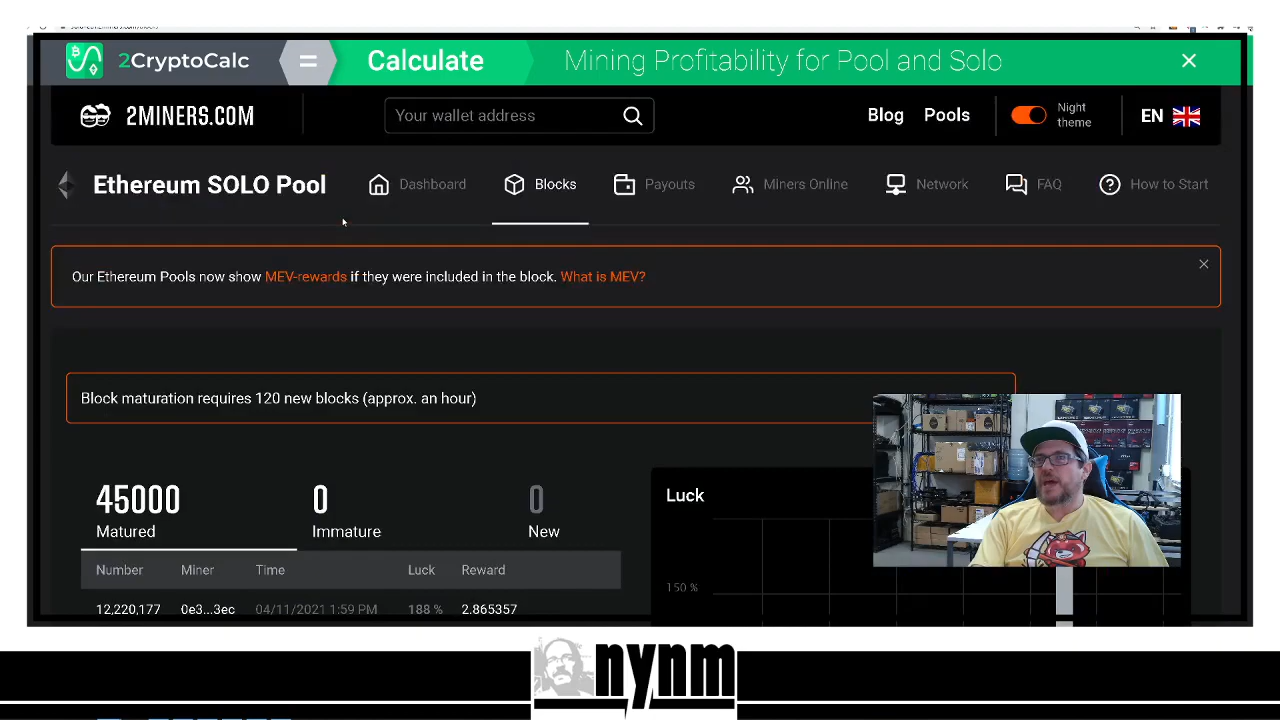 2CryptoCalc
=
Calculate
Mining Profitability for Pool and Solo
2MINERS.COM
Your wallet address
Blog
Pools
Night theme
EN
Ethereum SOLO Pool
Dashboard
Blocks
Payouts
Miners Online
Network
FAQ
How to Start
Our Ethereum Pools now show MEV-rewards if they were included in the block. What is MEV?
Block maturation requires 120 new blocks (approx. an hour)
45000
0
0
Matured
Immature
New
Luck
Number
Miner
Time
Luck
Reward
150 %
12,220,177
0e3...3ec
04/11/2021 1:59 PM
188 %
2.865357
nynm